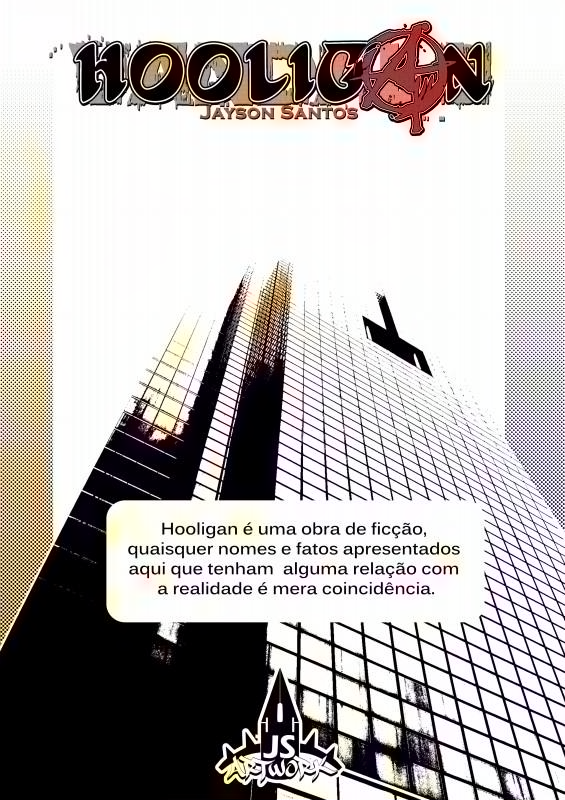 HOOLIGAN
JAYSON SANTOS
Hooligan é uma obra de ficção,
quaisquer nomes e fatos apresentados
aqui que tenham  alguma relação com
a realidade é mera coincidência.
JS
ARTWORK